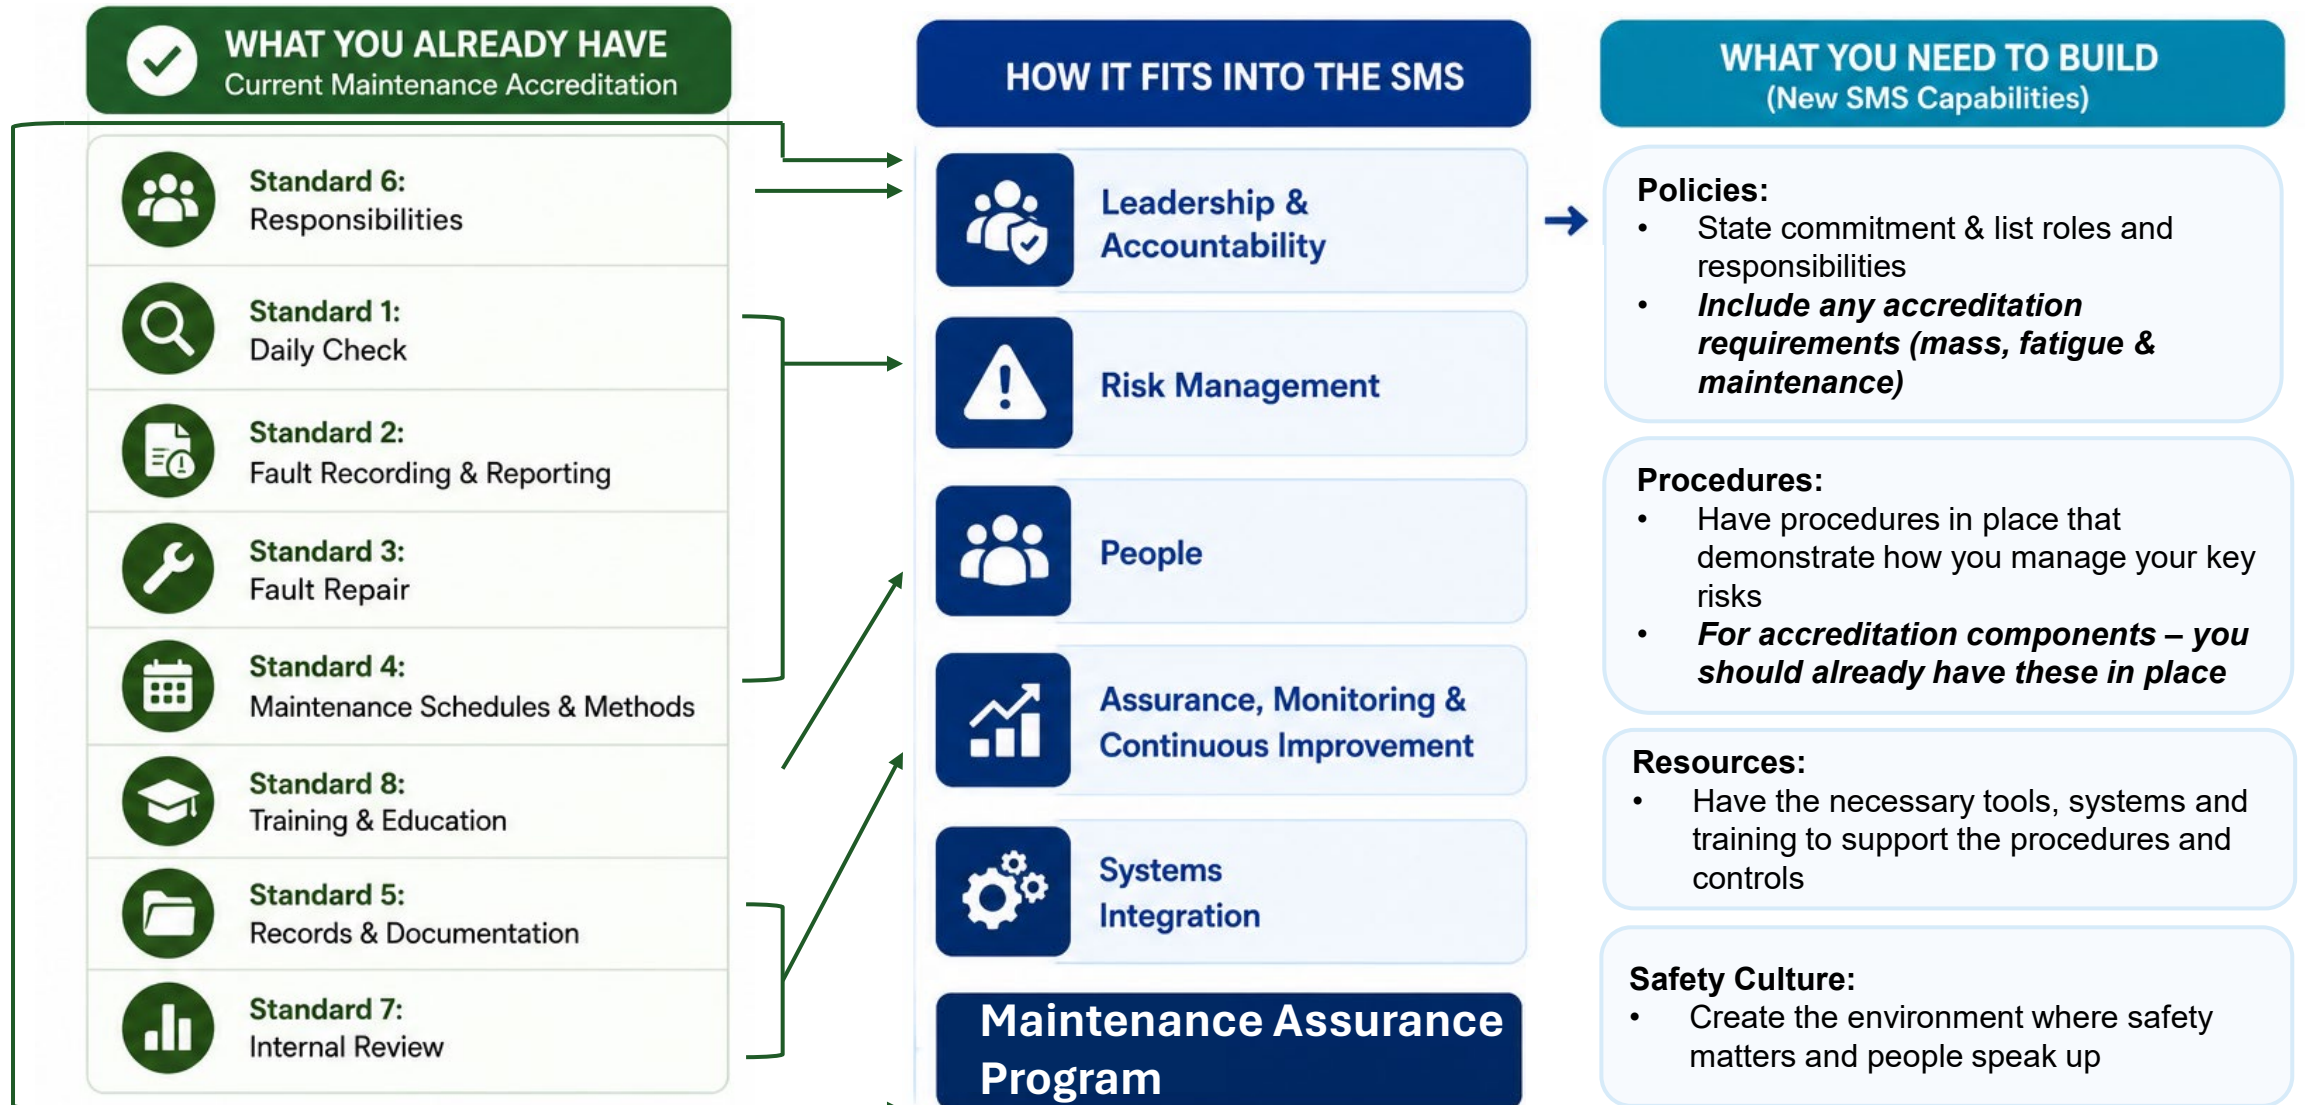 WHAT YOU ALREADY HAVE
Current Maintenance Accreditation
Standard 6:
Responsibilities
Standard 1:
Daily Check
Standard 2:
Fault Recording & Reporting
Standard 3:
Fault Repair
Standard 4:
Maintenance Schedules & Methods
Standard 8:
Training & Education
Standard 5:
Records & Documentation
Standard 7:
Internal Review
HOW IT FITS INTO THE SMS
Leadership &
Accountability
Risk Management
People
Assurance, Monitoring &
Continuous Improvement
Systems
Integration
Maintenance Assurance
Program
WHAT YOU NEED TO BUILD
(New SMS Capabilities)
Policies:
• State commitment & list roles and
responsibilities
• Include any accreditation
requirements (mass, fatigue &
maintenance)
Procedures:
• Have procedures in place that
demonstrate how you manage your key
risks
• For accreditation components – you
should already have these in place
Resources:
• Have the necessary tools, systems and
training to support the procedures and
controls
Safety Culture:
• Create the environment where safety
matters and people speak up